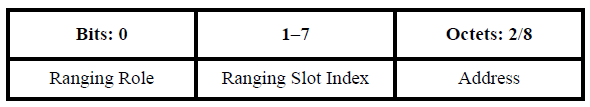 Bits: 0 1–7 Octets: 2/8
Ranging Role Ranging Slot Index Address